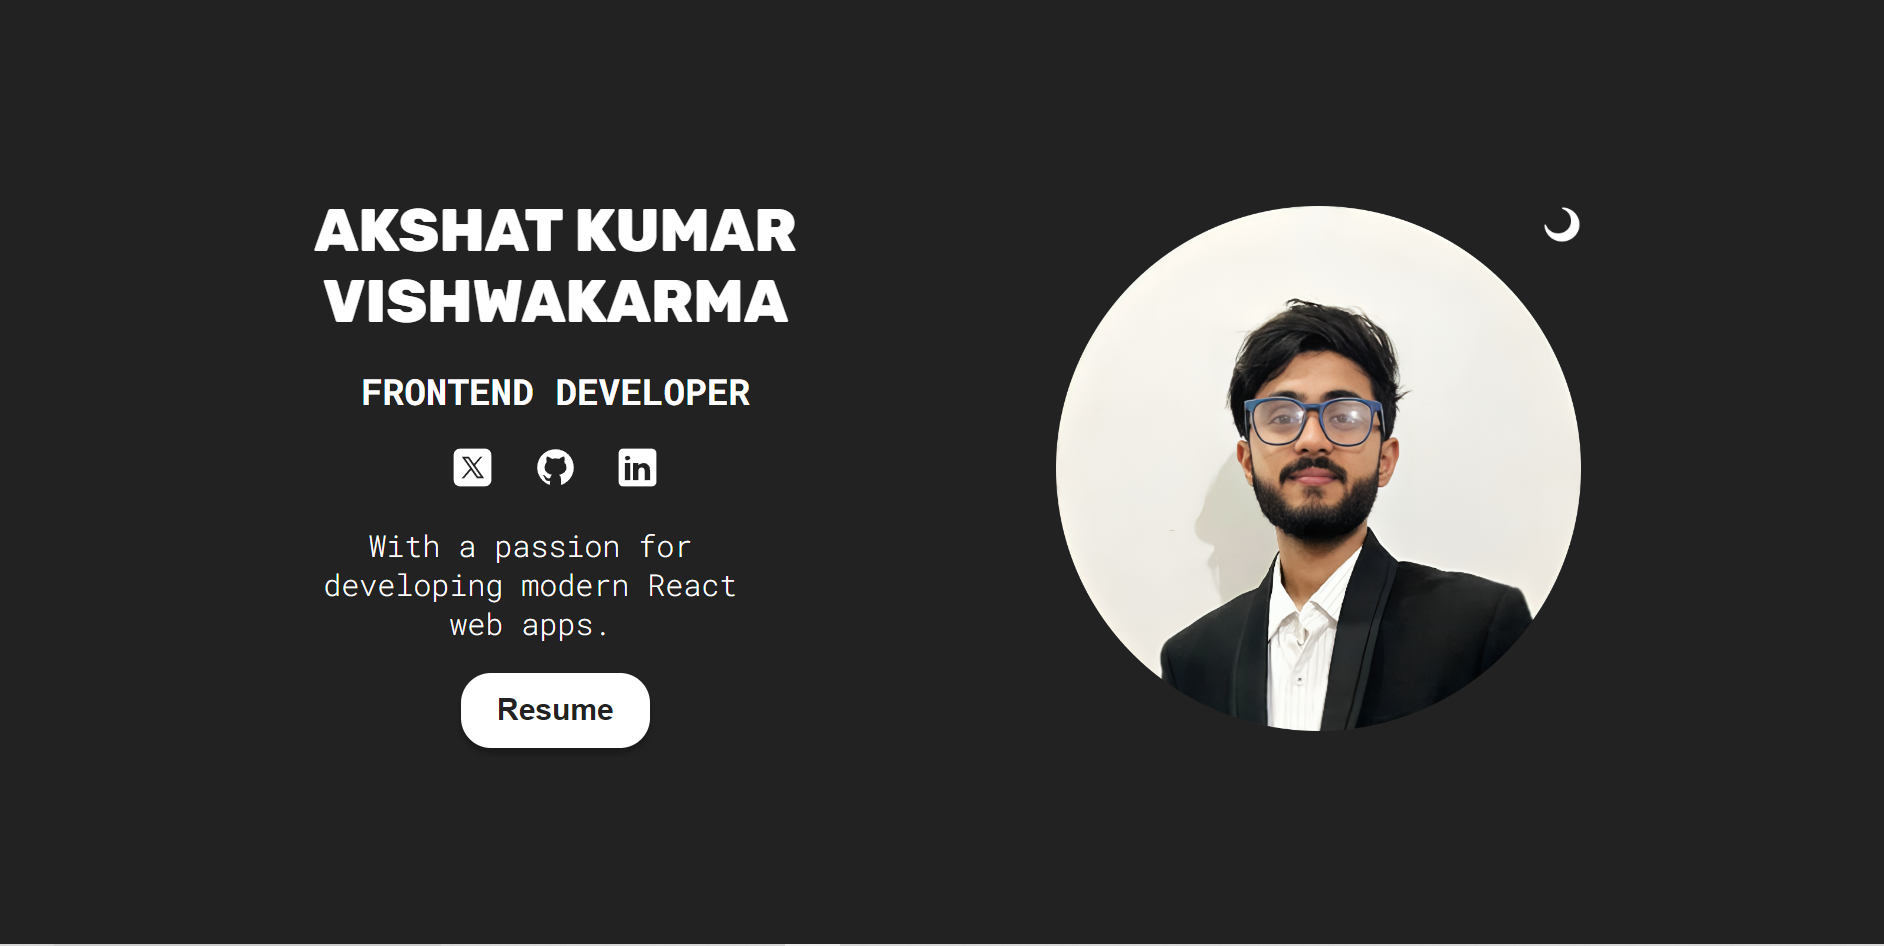 AKSHAT KUMAR
VISHWAKARMA
FRONTEND DEVELOPER
With a passion for
developing modern React
web apps.
Resume